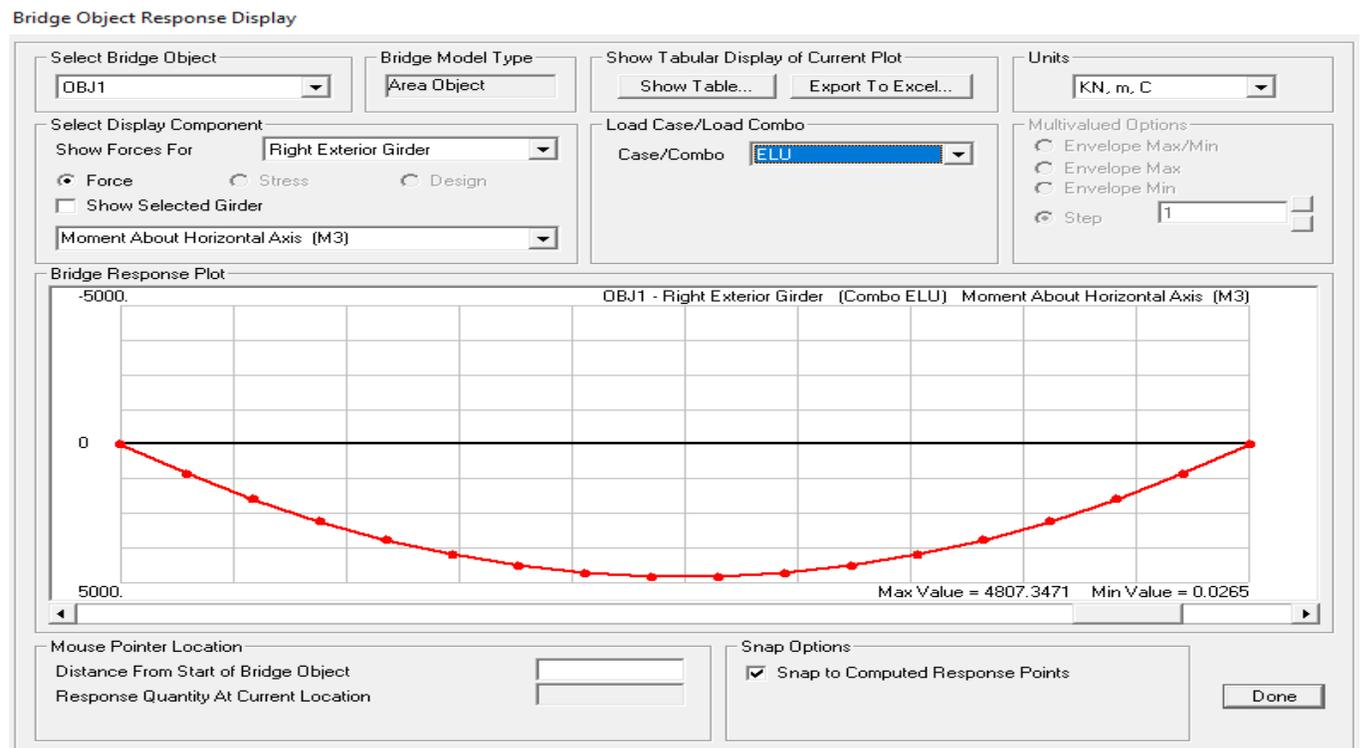 Bridge Object Response Display
Select Bridge Object
OBJ1
Bridge Model Type
Area Object
Show Tabular Display of Current Plot
Show Table...
Export To Excel...
Units
KN, m, C
Select Display Component
Show Forces For
Right Exterior Girder
Force
Stress
Design
Show Selected Girder
Moment About Horizontal Axis (M3)
Load Case/Load Combo
Case/Combo
ELU
Multivalued Options
Envelope Max/Min
Envelope Max
Envelope Min
Step
1
Bridge Response Plot
-5000.
OBJ1 - Right Exterior Girder (Combo ELU) Moment About Horizontal Axis (M3)
0
5000.
Max Value = 4807.3471 Min Value = 0.0265
Mouse Pointer Location
Distance From Start of Bridge Object
Response Quantity At Current Location
Snap Options
Snap to Computed Response Points
Done